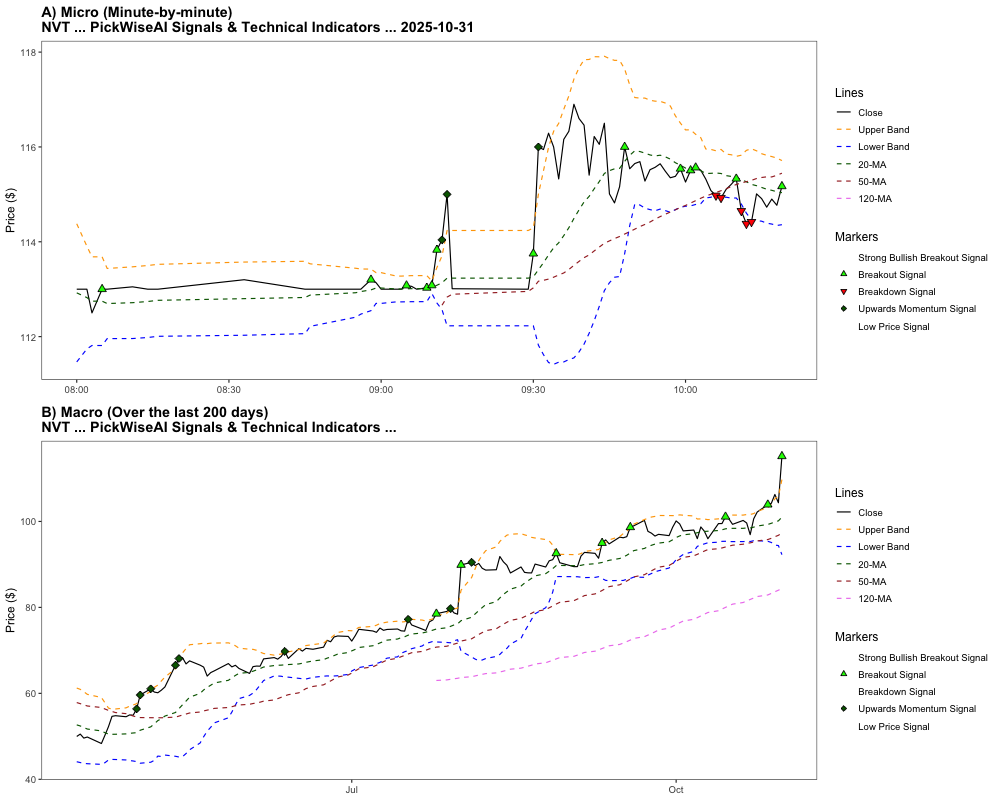 A) Micro (Minute-by-minute)
NVT ... PickWiseAI Signals & Technical Indicators ... 2025-10-31
118
116
114
112
Price ($)
08:00
08:30
09:00
09:30
10:00
Lines
Close
Upper Band
Lower Band
20-MA
50-MA
120-MA
Markers
Strong Bullish Breakout Signal
Breakout Signal
Breakdown Signal
Upwards Momentum Signal
Low Price Signal
B) Macro (Over the last 200 days)
NVT ... PickWiseAI Signals & Technical Indicators ...
100
80
60
40
Price ($)
Jul
Oct
Lines
Close
Upper Band
Lower Band
20-MA
50-MA
120-MA
Markers
Strong Bullish Breakout Signal
Breakout Signal
Breakdown Signal
Upwards Momentum Signal
Low Price Signal